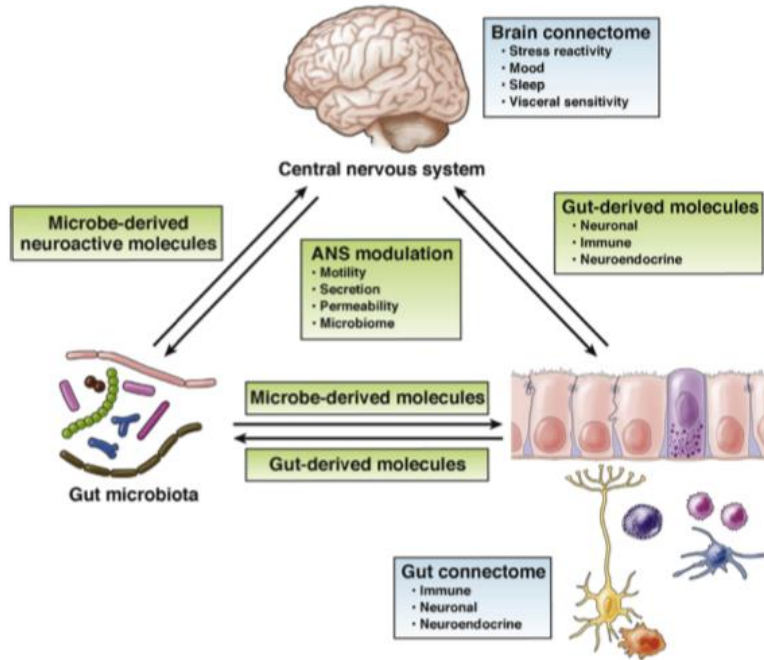 Brain connectome
• Stress reactivity
• Mood
• Sleep
• Visceral sensitivity
Central nervous system
Microbe-derived
neuroactive molecules
Gut-derived molecules
• Neuronal
• Immune
• Neuroendocrine
ANS modulation
• Motility
• Secretion
• Permeability
• Microbiome
Microbe-derived molecules
Gut-derived molecules
Gut microbiota
Gut connectome
• Immune
• Neuronal
• Neuroendocrine